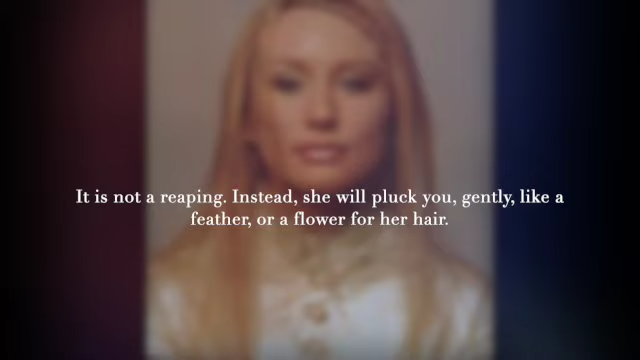 It is not a reaping. Instead, she will pluck you, gently, like a
feather, or a flower for her hair.